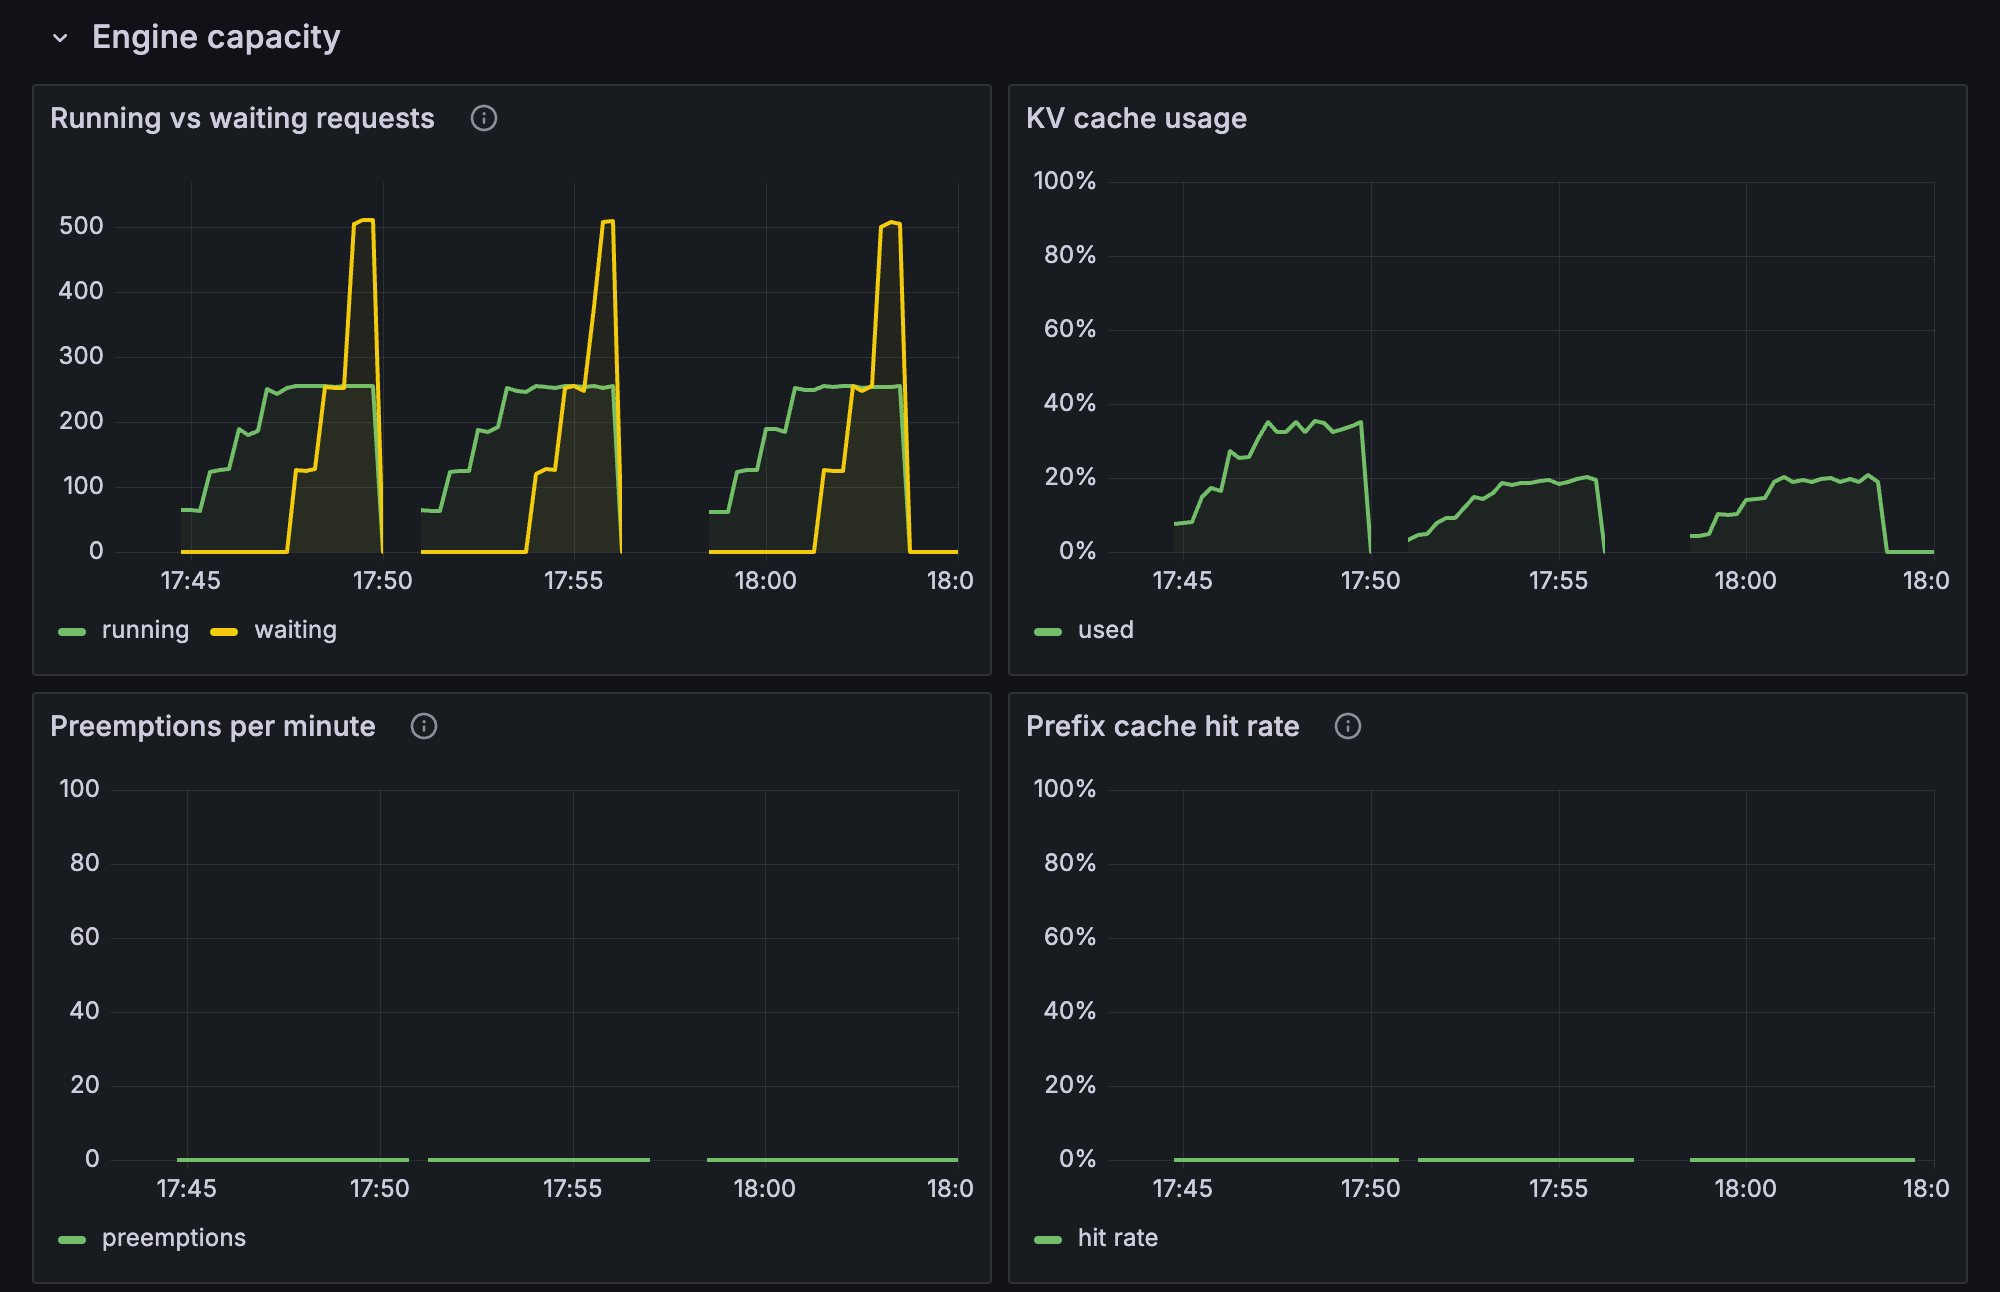 Engine capacity
Running vs waiting requests
500
400
300
200
100
0
17:45 17:50 17:55 18:00 18:0
running waiting
KV cache usage
100%
80%
60%
40%
20%
0%
17:45 17:50 17:55 18:00 18:0
used
Preemptions per minute
100
80
60
40
20
0
17:45 17:50 17:55 18:00 18:0
preemptions
Prefix cache hit rate
100%
80%
60%
40%
20%
0%
17:45 17:50 17:55 18:00 18:0
hit rate